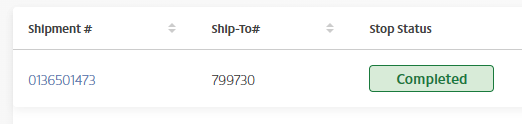 Shipment # Ship-To# Stop Status
0136501473 799730 Completed